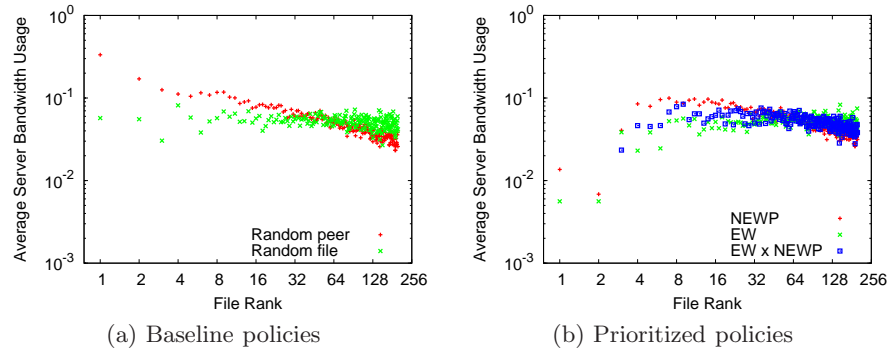 Average Server Bandwidth Usage
10^0
10^-1
10^-2
10^-3
Random peer
Random file
1 2 4 8 16 32 64 128 256
File Rank
(a) Baseline policies
Average Server Bandwidth Usage
10^0
10^-1
10^-2
10^-3
NEWP
EW
EW x NEWP
1 2 4 8 16 32 64 128 256
File Rank
(b) Prioritized policies